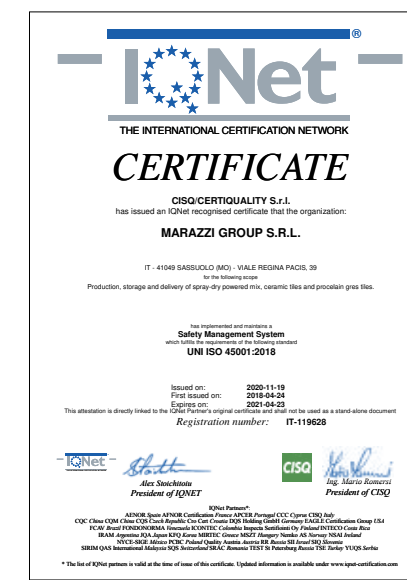 IQNet®
THE INTERNATIONAL CERTIFICATION NETWORK
CERTIFICATE
CISQ/CERTIQUALITY S.r.l.
has issued an IQNet recognised certificate that the organization:
MARAZZI GROUP S.R.L.
IT - 41049 SASSUOLO (MO) - VIALE REGINA PACIS, 39
for the following scope
Production, storage and delivery of spray-dry powered mix, ceramic tiles and procelain gres tiles.
has implemented and maintains a
Safety Management System
which fulfills the requirements of the following standard
UNI ISO 45001:2018
Issued on: 2020-11-19
First issued on: 2018-04-24
Expires on: 2021-04-23
This attestation is directly linked to the IQNet Partner's original certificate and shall not be used as a stand-alone document
Registration number: IT-119628
IQNet
CISQ
Alex Stoichitoiu
President of IQNET
Ing. Mario Romersi
President of CISQ
IQNet Partners*:
AENOR Spain AFNOR Certification France APCER Portugal CCC Cyprus CISQ Italy
CQC China CQM China CQS Czech Republic Cro Cert Croatia DQS Holding GmbH Germany EAGLE Certification Group USA
FCAV Brazil FONDONORMA Venezuela ICONTEC Colombia Inspecta Sertifiointi Oy Finland INTECO Costa Rica
IRAM Argentina JQA Japan KFQ Korea MIRTEC Greece MSZT Hungary Nemko AS Norway NSAI Ireland
NYCE-SIGE México PCBC Poland Quality Austria Austria RR Russia SII Israel SIQ Slovenia
SIRIM QAS International Malaysia SQS Switzerland SRAC Romania TEST St Petersburg Russia TSE Turkey YUQS Serbia
* The list of IQNet partners is valid at the time of issue of this certificate. Updated information is available under www.iqnet-certification.com